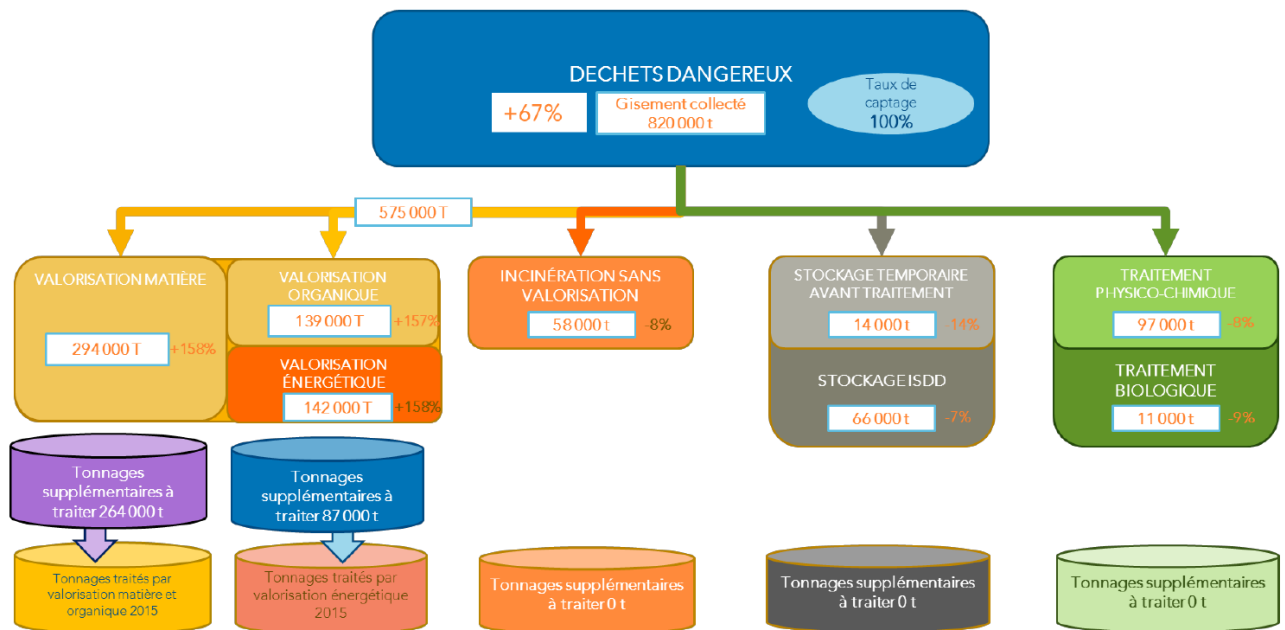 DECHETS DANGEREUX
+67%
Gisement collecté
820 000 t
Taux de
captage
100%
575 000 T
VALORISATION MATIÈRE
294 000 T
+158%
VALORISATION
ORGANIQUE
139 000 T
+157%
VALORISATION
ÉNERGÉTIQUE
142 000 T
+158%
INCINÉRATION SANS
VALORISATION
58 000 t
-8%
STOCKAGE TEMPORAIRE
AVANT TRAITEMENT
14 000 t
-14%
STOCKAGE ISDD
66 000 t
-7%
TRAITEMENT
PHYSICO-CHIMIQUE
97 000 t
-8%
TRAITEMENT
BIOLOGIQUE
11 000 t
-9%
Tonnages
supplémentaires à
traiter 264 000 t
Tonnages
supplémentaires à
traiter 87 000 t
Tonnages traités par
valorisation matière et
organique 2015
Tonnages traités par
valorisation énergétique
2015
Tonnages supplémentaires
à traiter 0 t
Tonnages supplémentaires
à traiter 0 t
Tonnages supplémentaires
à traiter 0 t